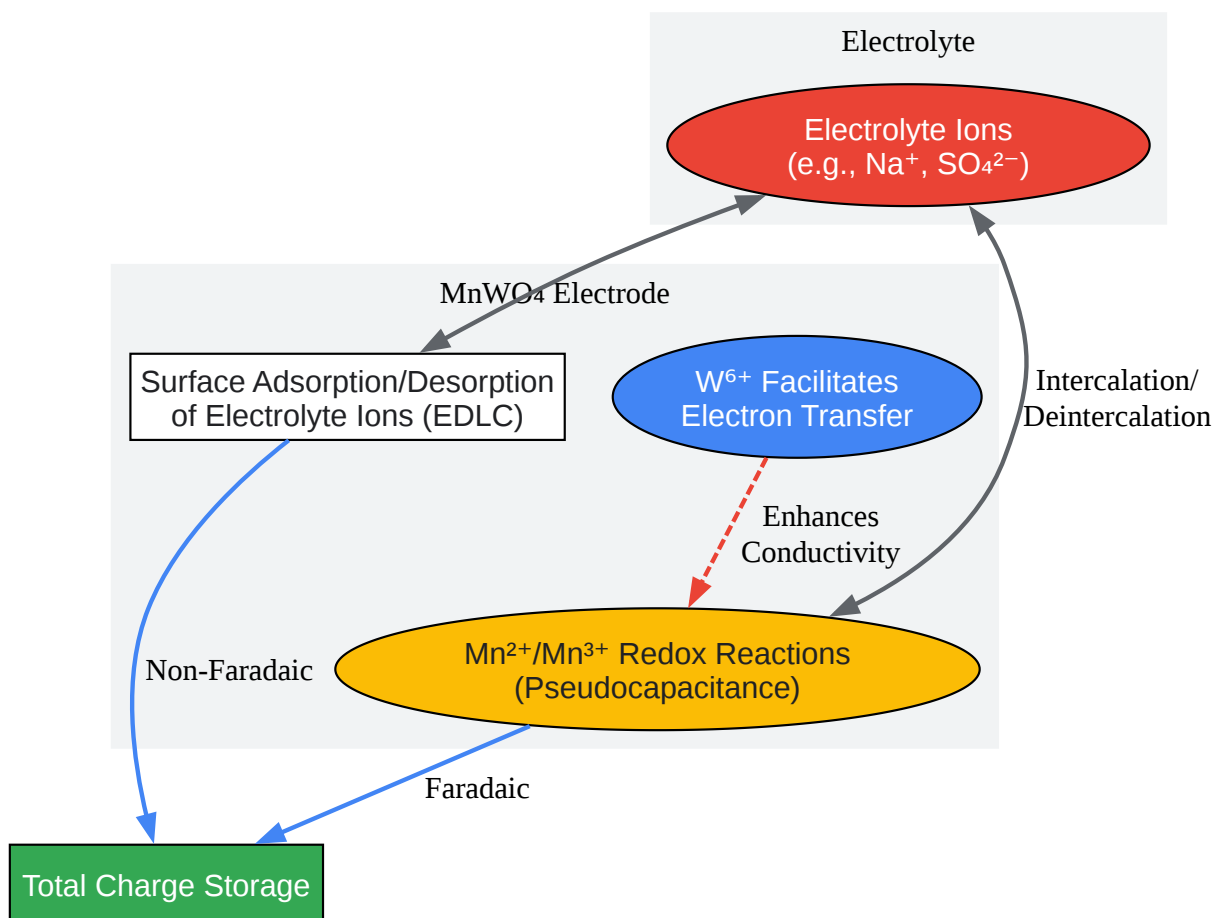 Electrolyte
Electrolyte Ions
(e.g., Na⁺, SO₄²⁻)
MnWO₄ Electrode
Surface Adsorption/Desorption
of Electrolyte Ions (EDLC)
W⁶⁺ Facilitates
Electron Transfer
Intercalation/
Deintercalation
Enhances
Conductivity
Mn²⁺/Mn³⁺ Redox Reactions
(Pseudocapacitance)
Non-Faradaic
Faradaic
Total Charge Storage